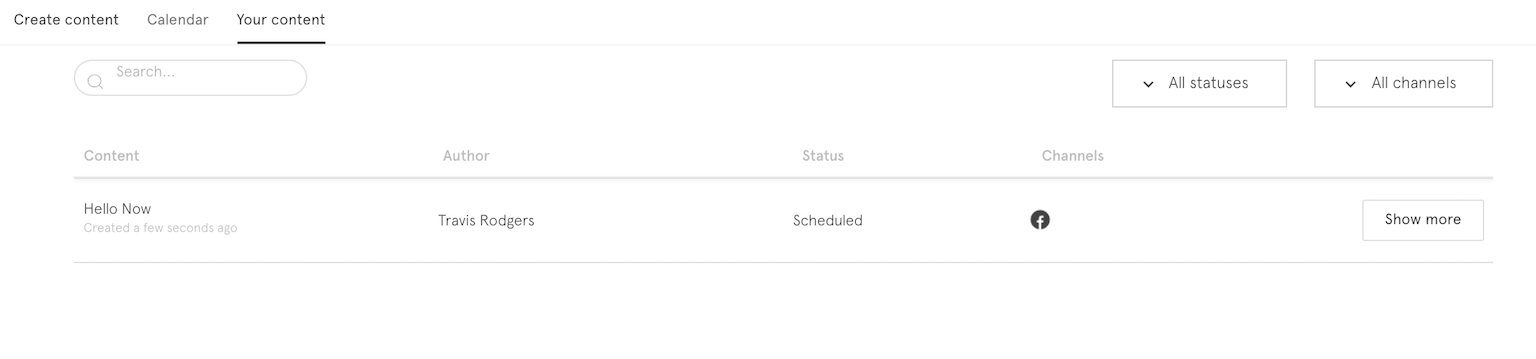 Create content Calendar Your content
Search...
All statuses All channels
Content Author Status Channels
Hello Now
Created a few seconds ago
Travis Rodgers Scheduled Show more